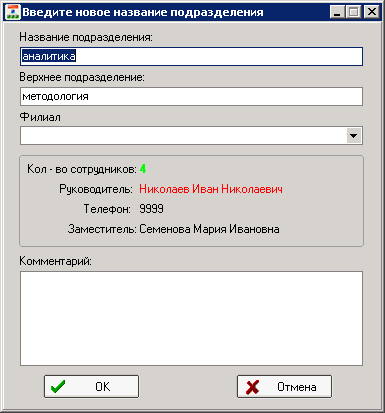 Введите новое название подразделения
Название подразделения:
аналитика
Верхнее подразделение:
методология
Филиал
Кол - во сотрудников: 4
Руководитель: Николаев Иван Николаевич
Телефон: 9999
Заместитель: Семенова Мария Ивановна
Комментарий:
OK Отмена